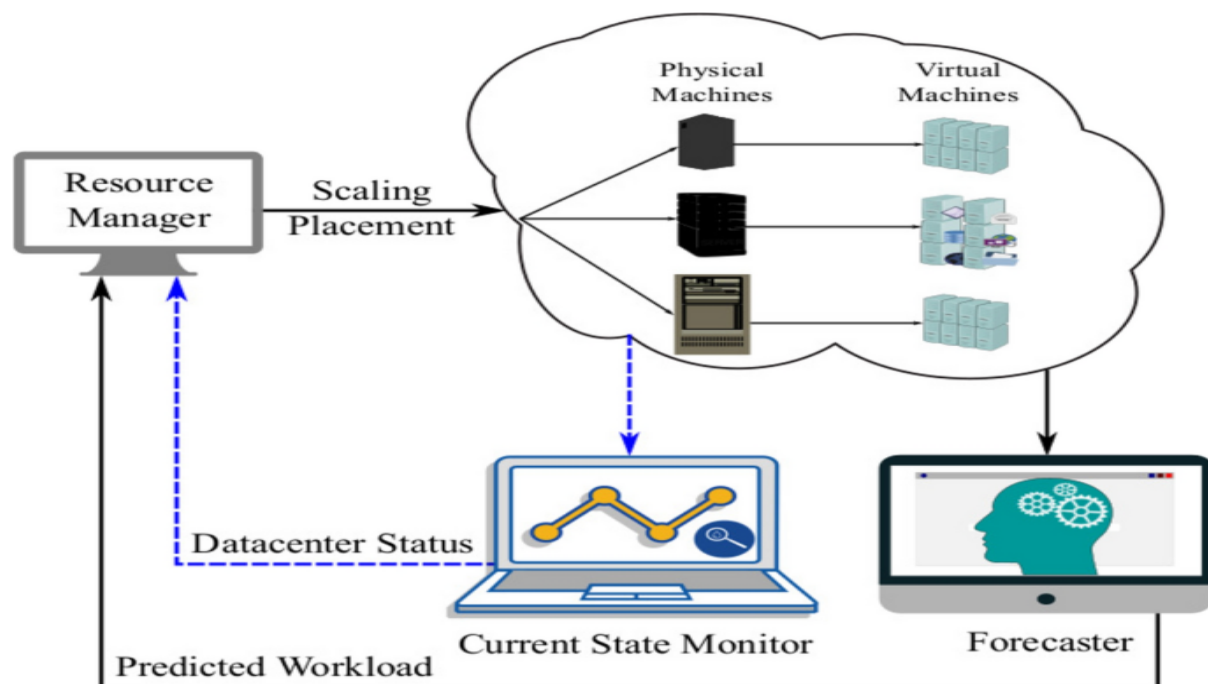 Physical
Machines
Virtual
Machines
Resource
Manager
Scaling
Placement
Datacenter Status
Current State Monitor
Forecaster
Predicted Workload